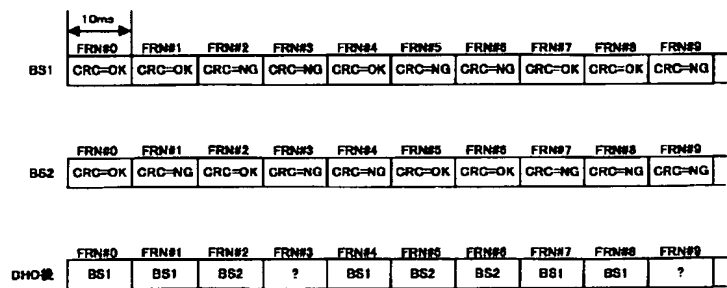 10ms
FRN#0 FRN#1 FRN#2 FRN#3 FRN#4 FRN#5 FRN#6 FRN#7 FRN#8 FRN#9
BS1 CRC=OK CRC=OK CRC=NG CRC=NG CRC=OK CRC=NG CRC=NG CRC=OK CRC=OK CRC=NG
FRN#0 FRN#1 FRN#2 FRN#3 FRN#4 FRN#5 FRN#6 FRN#7 FRN#8 FRN#9
BS2 CRC=OK CRC=NG CRC=OK CRC=NG CRC=NG CRC=OK CRC=OK CRC=NG CRC=NG CRC=NG
FRN#0 FRN#1 FRN#2 FRN#3 FRN#4 FRN#5 FRN#6 FRN#7 FRN#8 FRN#9
DHO後 BS1 BS1 BS2 ? BS1 BS2 BS2 BS1 BS1 ?